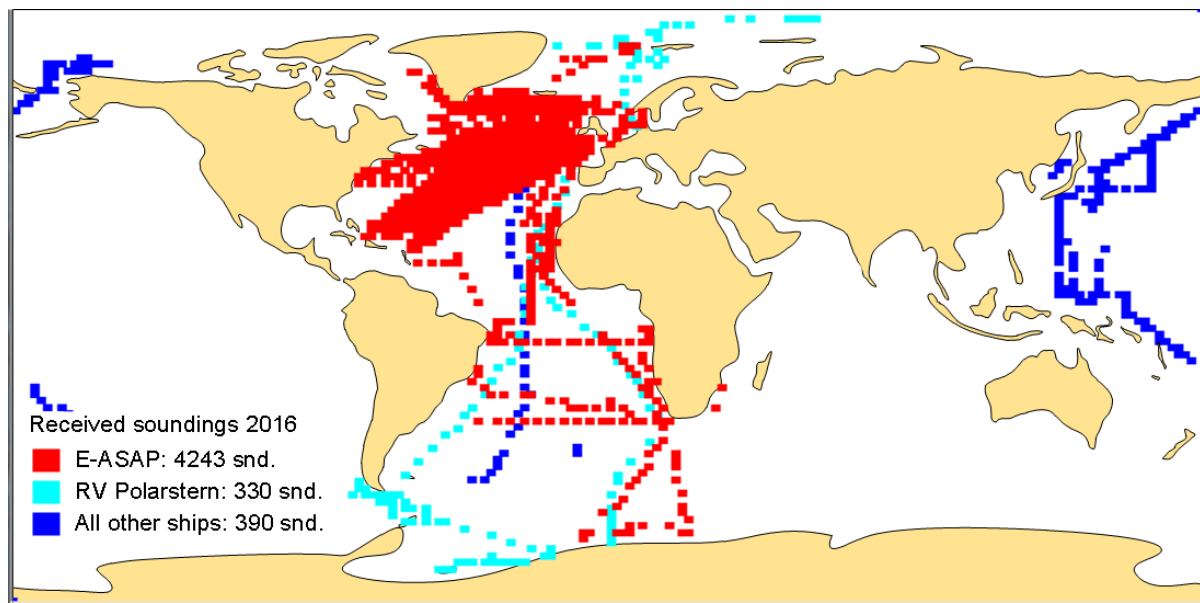 Received soundings 2016
E-ASAP: 4243 snd.
RV Polarstern: 330 snd.
All other ships: 390 snd.